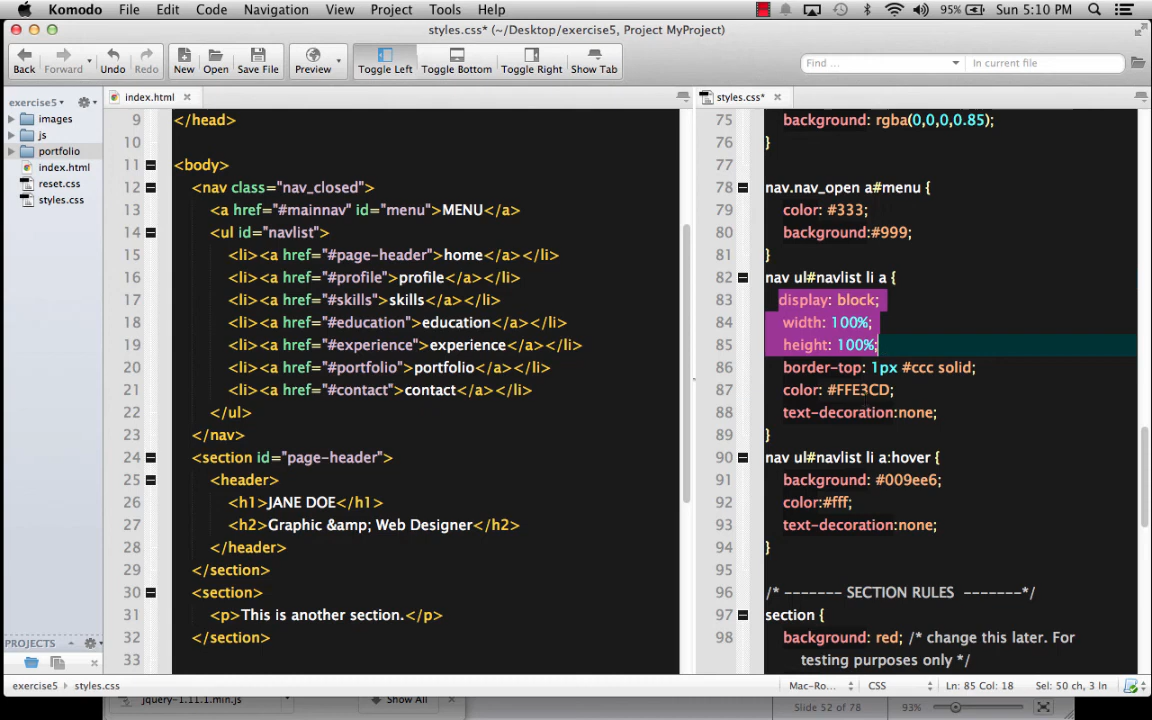 Komodo File Edit Code Navigation View Project Tools Help 95% Sun 5:10 PM
styles.css* (~/Desktop/exercise5, Project MyProject)
Back Forward Undo Redo New Open Save File Preview Toggle Left Toggle Bottom Toggle Right Show Tab Find ... In current file
exercise5
images
js
portfolio
index.html
reset.css
styles.css
PROJECTS
index.html
9 </head>
10
11 <body>
12 <nav class="nav_closed">
13 <a href="#mainnav" id="menu">MENU</a>
14 <ul id="navlist">
15 <li><a href="#page-header">home</a></li>
16 <li><a href="#profile">profile</a></li>
17 <li><a href="#skills">skills</a></li>
18 <li><a href="#education">education</a></li>
19 <li><a href="#experience">experience</a></li>
20 <li><a href="#portfolio">portfolio</a></li>
21 <li><a href="#contact">contact</a></li>
22 </ul>
23 </nav>
24 <section id="page-header">
25 <header>
26 <h1>JANE DOE</h1>
27 <h2>Graphic &amp; Web Designer</h2>
28 </header>
29 </section>
30 <section>
31 <p>This is another section.</p>
32 </section>
33
styles.css*
75 background: rgba(0,0,0,0.85);
76 }
77
78 nav.nav_open a#menu {
79 color: #333;
80 background:#999;
81 }
82 nav ul#navlist li a {
83 display: block;
84 width: 100%;
85 height: 100%;
86 border-top: 1px #ccc solid;
87 color: #FFE3CD;
88 text-decoration:none;
89 }
90 nav ul#navlist li a:hover {
91 background: #009ee6;
92 color:#fff;
93 text-decoration:none;
94 }
95
96 /* ------- SECTION RULES -------*/
97 section {
98 background: red; /* change this later. For
testing purposes only */
exercise5 styles.css Mac-Ro... CSS Ln: 85 Col: 18 Sel: 50 ch, 3 ln
jquery-1.11.1.min.js Show All Slide 52 of 78 93%